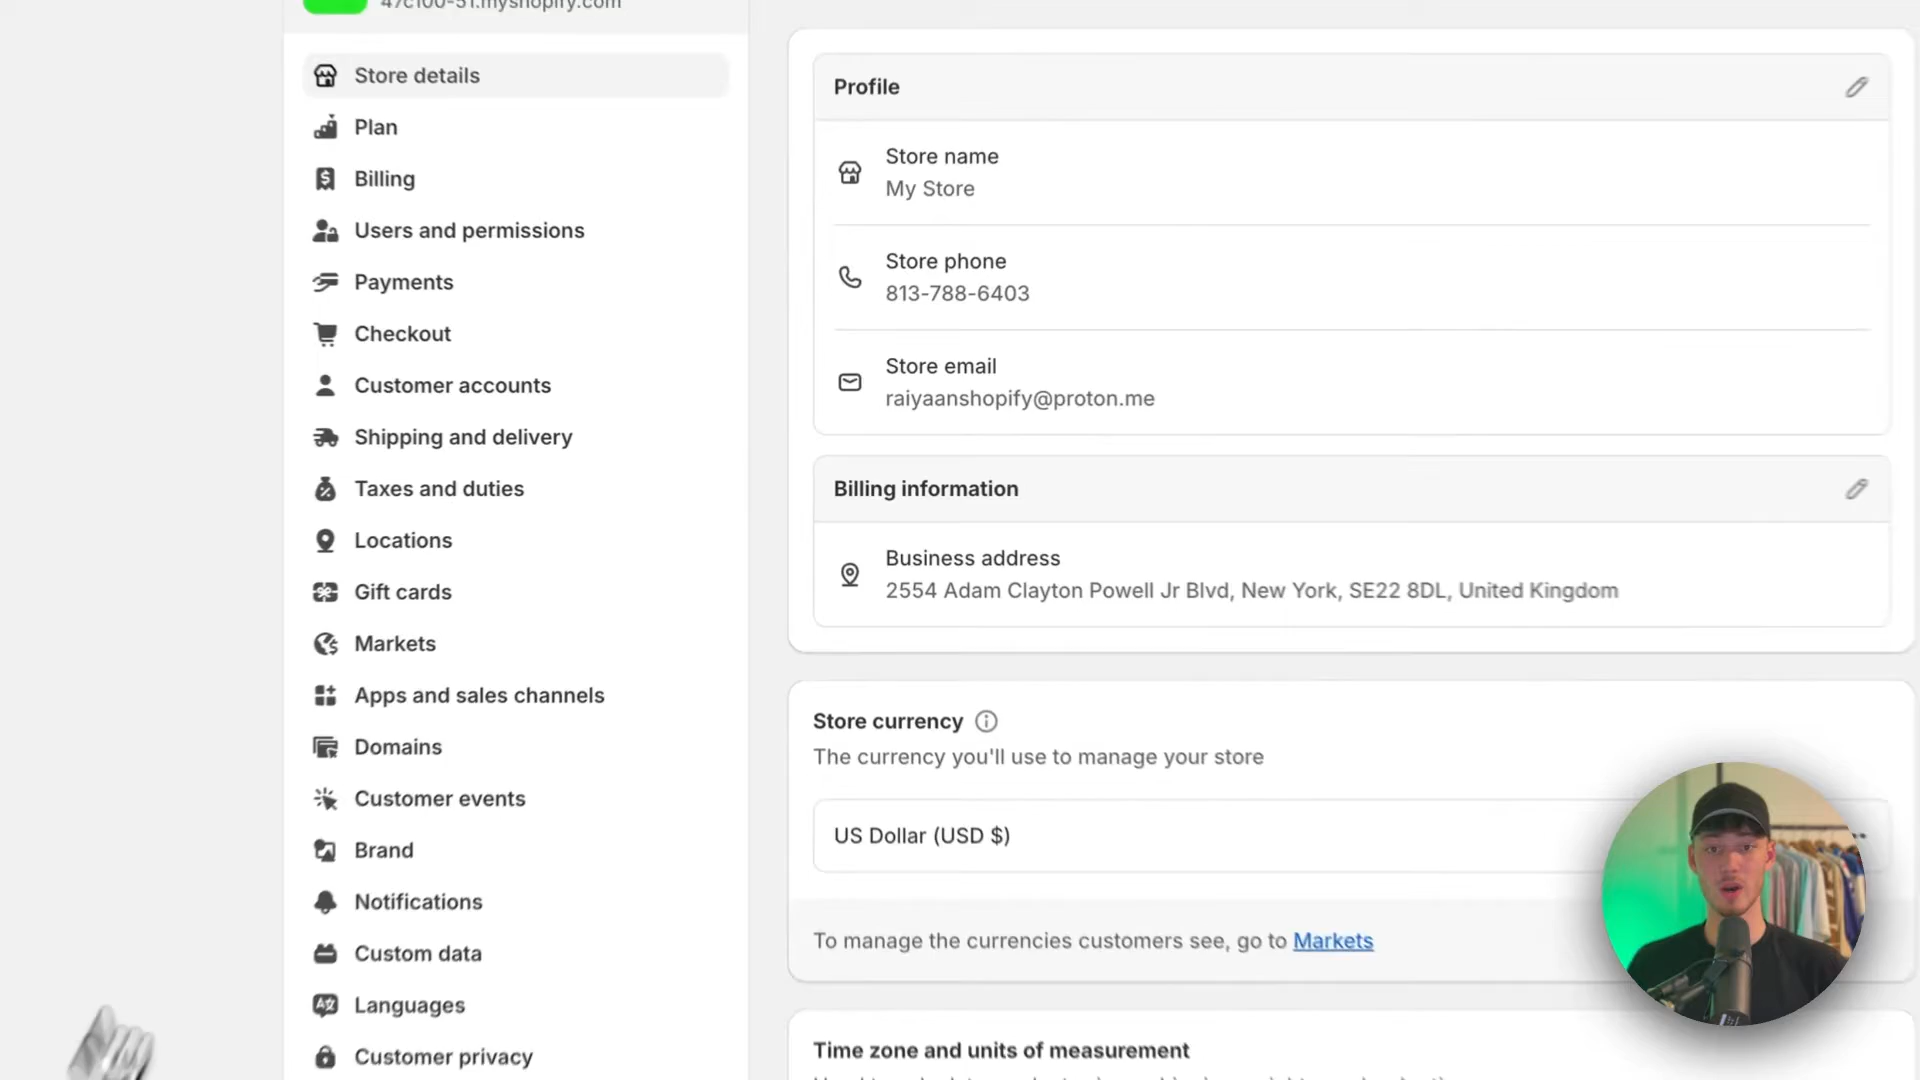 47c100-51.myshopify.com
Store details
Plan
Billing
Users and permissions
Payments
Checkout
Customer accounts
Shipping and delivery
Taxes and duties
Locations
Gift cards
Markets
Apps and sales channels
Domains
Customer events
Brand
Notifications
Custom data
Languages
Customer privacy
Profile
Store name
My Store
Store phone
813-788-6403
Store email
raiyaanshopify@proton.me
Billing information
Business address
2554 Adam Clayton Powell Jr Blvd, New York, SE22 8DL, United Kingdom
Store currency
The currency you'll use to manage your store
US Dollar (USD $)
To manage the currencies customers see, go to Markets
Time zone and units of measurement